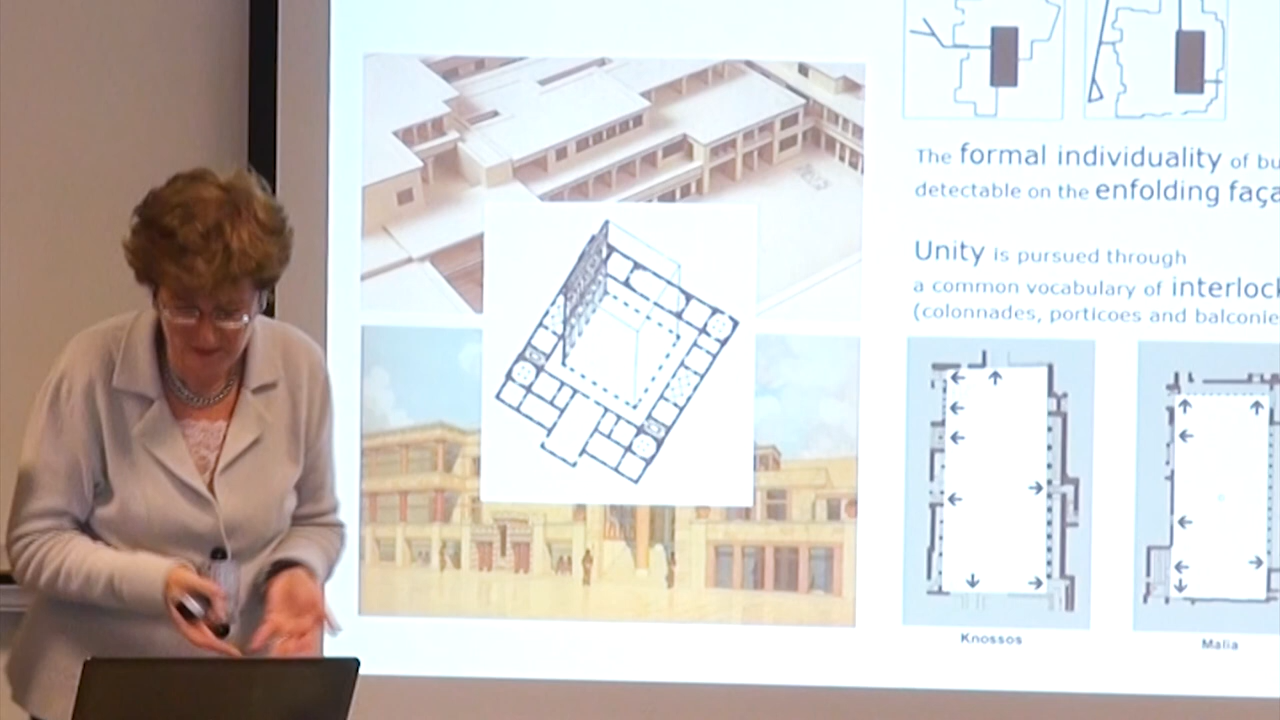 The formal individuality of bu
detectable on the enfolding faça
Unity is pursued through
a common vocabulary of interlock
(colonnades, porticoes and balconie
Knossos
Malia